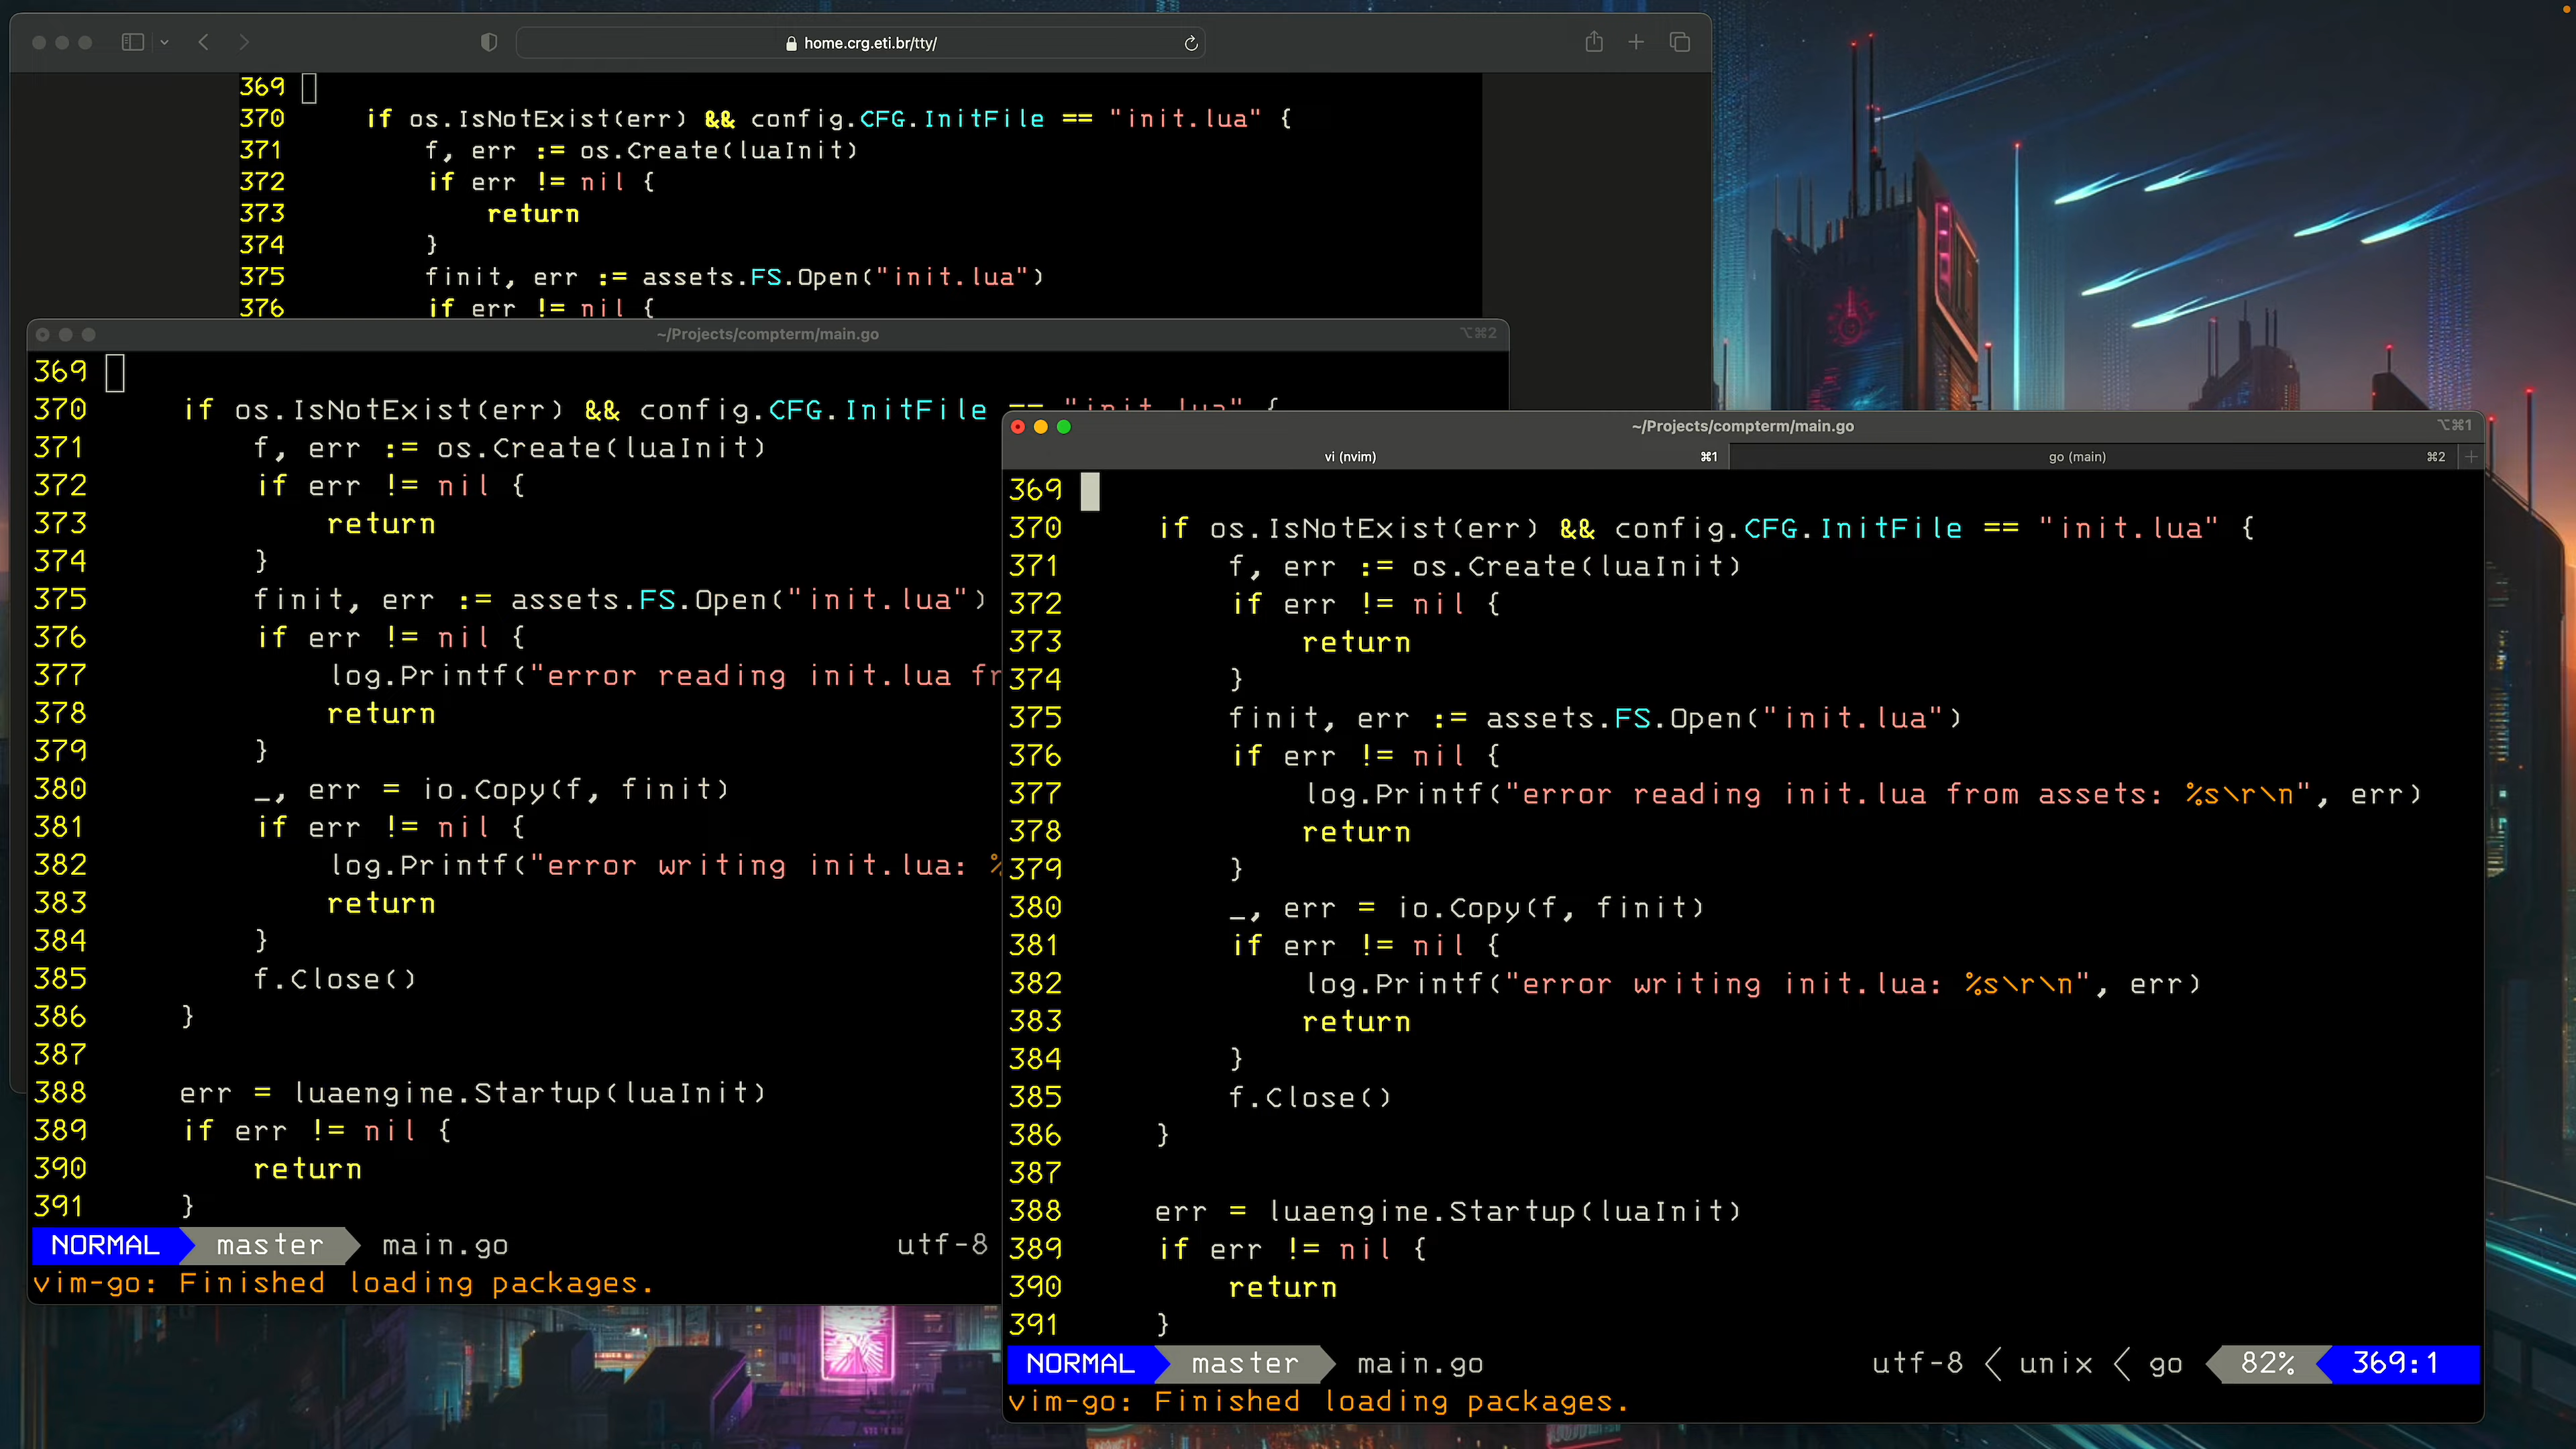 home.crg.eti.br/tty/
369
370 if os.IsNotExist(err) && config.CFG.InitFile == "init.lua" {
371 f, err := os.Create(luaInit)
372 if err != nil {
373 return
374 }
375 finit, err := assets.FS.Open("init.lua")
376 if err != nil {
~/Projects/compterm/main.go ⌥⌘2
369
370 if os.IsNotExist(err) && config.CFG.InitFile == "init.lua" {
371 f, err := os.Create(luaInit)
372 if err != nil {
373 return
374 }
375 finit, err := assets.FS.Open("init.lua")
376 if err != nil {
377 log.Printf("error reading init.lua fr
378 return
379 }
380 _, err = io.Copy(f, finit)
381 if err != nil {
382 log.Printf("error writing init.lua: %
383 return
384 }
385 f.Close()
386 }
387
388 err = luaengine.Startup(luaInit)
389 if err != nil {
390 return
391 }
NORMAL master main.go utf-8
vim-go: Finished loading packages.
~/Projects/compterm/main.go ⌥⌘1
vi (nvim) ⌘1 go (main) ⌘2
369
370 if os.IsNotExist(err) && config.CFG.InitFile == "init.lua" {
371 f, err := os.Create(luaInit)
372 if err != nil {
373 return
374 }
375 finit, err := assets.FS.Open("init.lua")
376 if err != nil {
377 log.Printf("error reading init.lua from assets: %s\r\n", err)
378 return
379 }
380 _, err = io.Copy(f, finit)
381 if err != nil {
382 log.Printf("error writing init.lua: %s\r\n", err)
383 return
384 }
385 f.Close()
386 }
387
388 err = luaengine.Startup(luaInit)
389 if err != nil {
390 return
391 }
NORMAL master main.go utf-8 < unix < go 82% 369:1
vim-go: Finished loading packages.